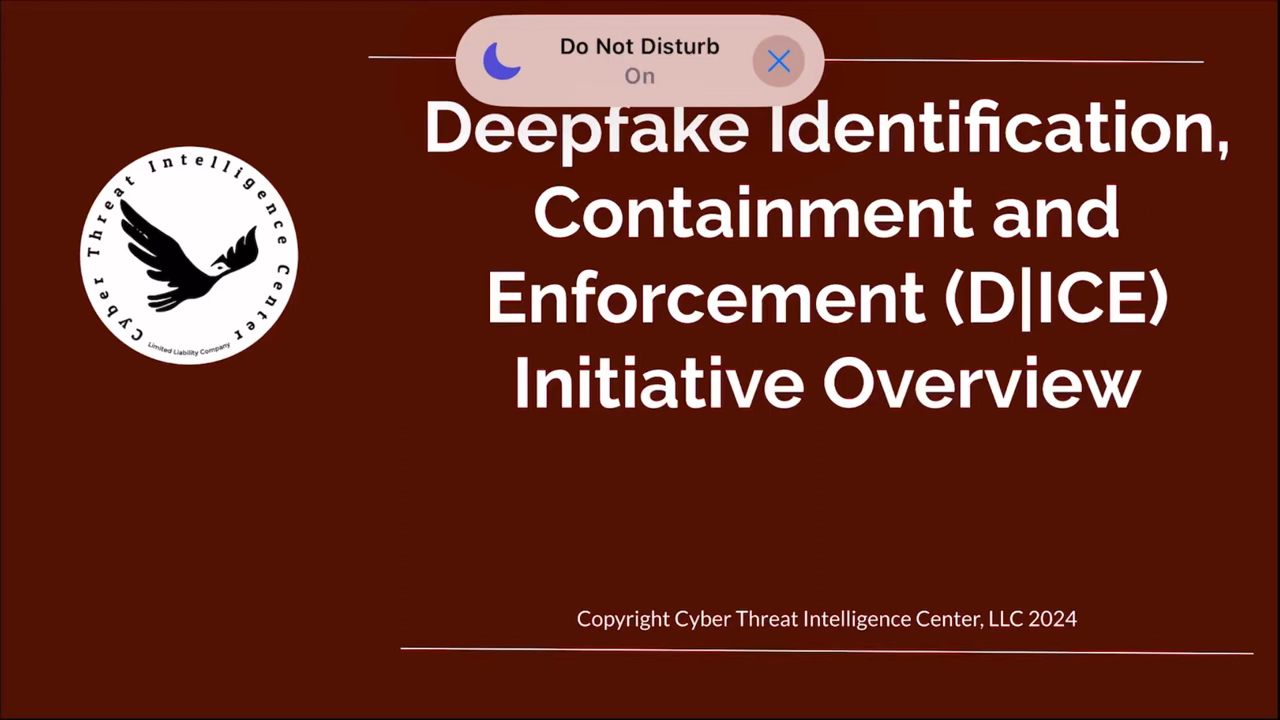 Do Not Disturb
On
Deepfake Identification,
Containment and
Enforcement (D|ICE)
Initiative Overview
Cyber Threat Intelligence Center
Limited Liability Company
Copyright Cyber Threat Intelligence Center, LLC 2024